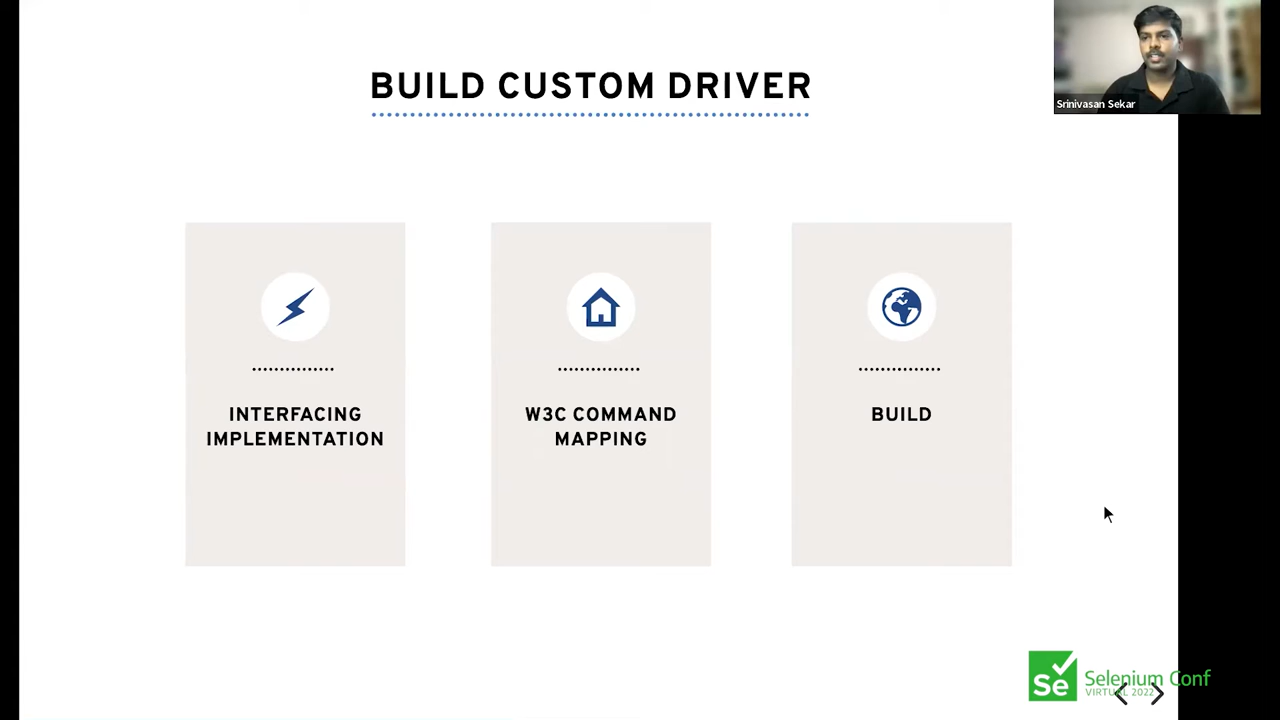 BUILD CUSTOM DRIVER
Srinivasan Sekar
INTERFACING
IMPLEMENTATION
W3C COMMAND
MAPPING
BUILD
Se
Selenium Conf
VIRTUAL 2022